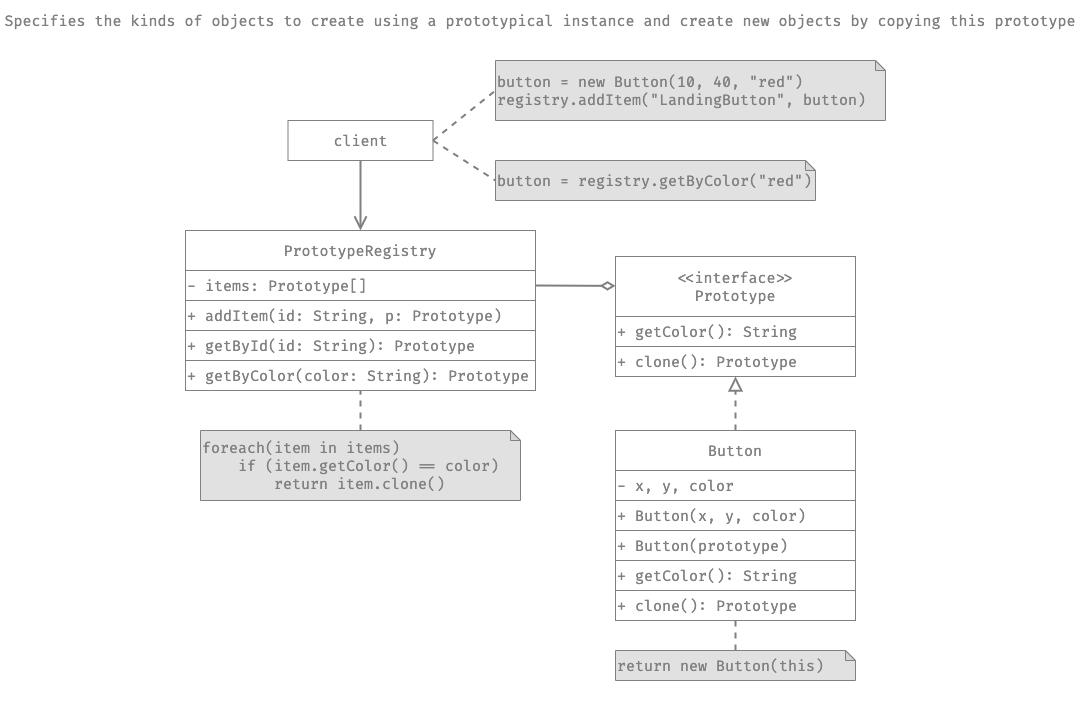 Specifies the kinds of objects to create using a prototypical instance and create new objects by copying this prototype
button = new Button(10, 40, "red")
registry.addItem("LandingButton", button)
client
button = registry.getByColor("red")
PrototypeRegistry
- items: Prototype[]
+ addItem(id: String, p: Prototype)
+ getById(id: String): Prototype
+ getByColor(color: String): Prototype
<<interface>>
Prototype
+ getColor(): String
+ clone(): Prototype
foreach(item in items)
    if (item.getColor() == color)
        return item.clone()
Button
- x, y, color
+ Button(x, y, color)
+ Button(prototype)
+ getColor(): String
+ clone(): Prototype
return new Button(this)